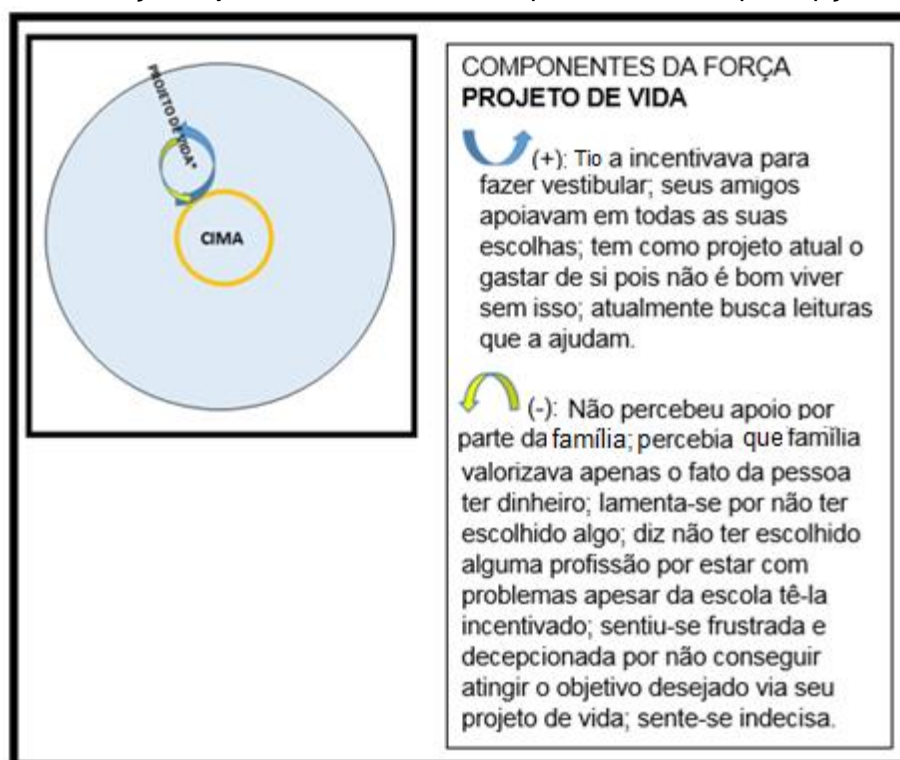 PROJETO DE VIDA*
CIMA
COMPONENTES DA FORÇA
PROJETO DE VIDA
(+): Tio a incentivava para
fazer vestibular; seus amigos
apoiavam em todas as suas
escolhas; tem como projeto atual o
gastar de si pois não é bom viver
sem isso; atualmente busca leituras
que a ajudam.
(-): Não percebeu apoio por
parte da família; percebia que família
valorizava apenas o fato da pessoa
ter dinheiro; lamenta-se por não ter
escolhido algo; diz não ter escolhido
alguma profissão por estar com
problemas apesar da escola tê-la
incentivado; sentiu-se frustrada e
decepcionada por não conseguir
atingir o objetivo desejado via seu
projeto de vida; sente-se indecisa.